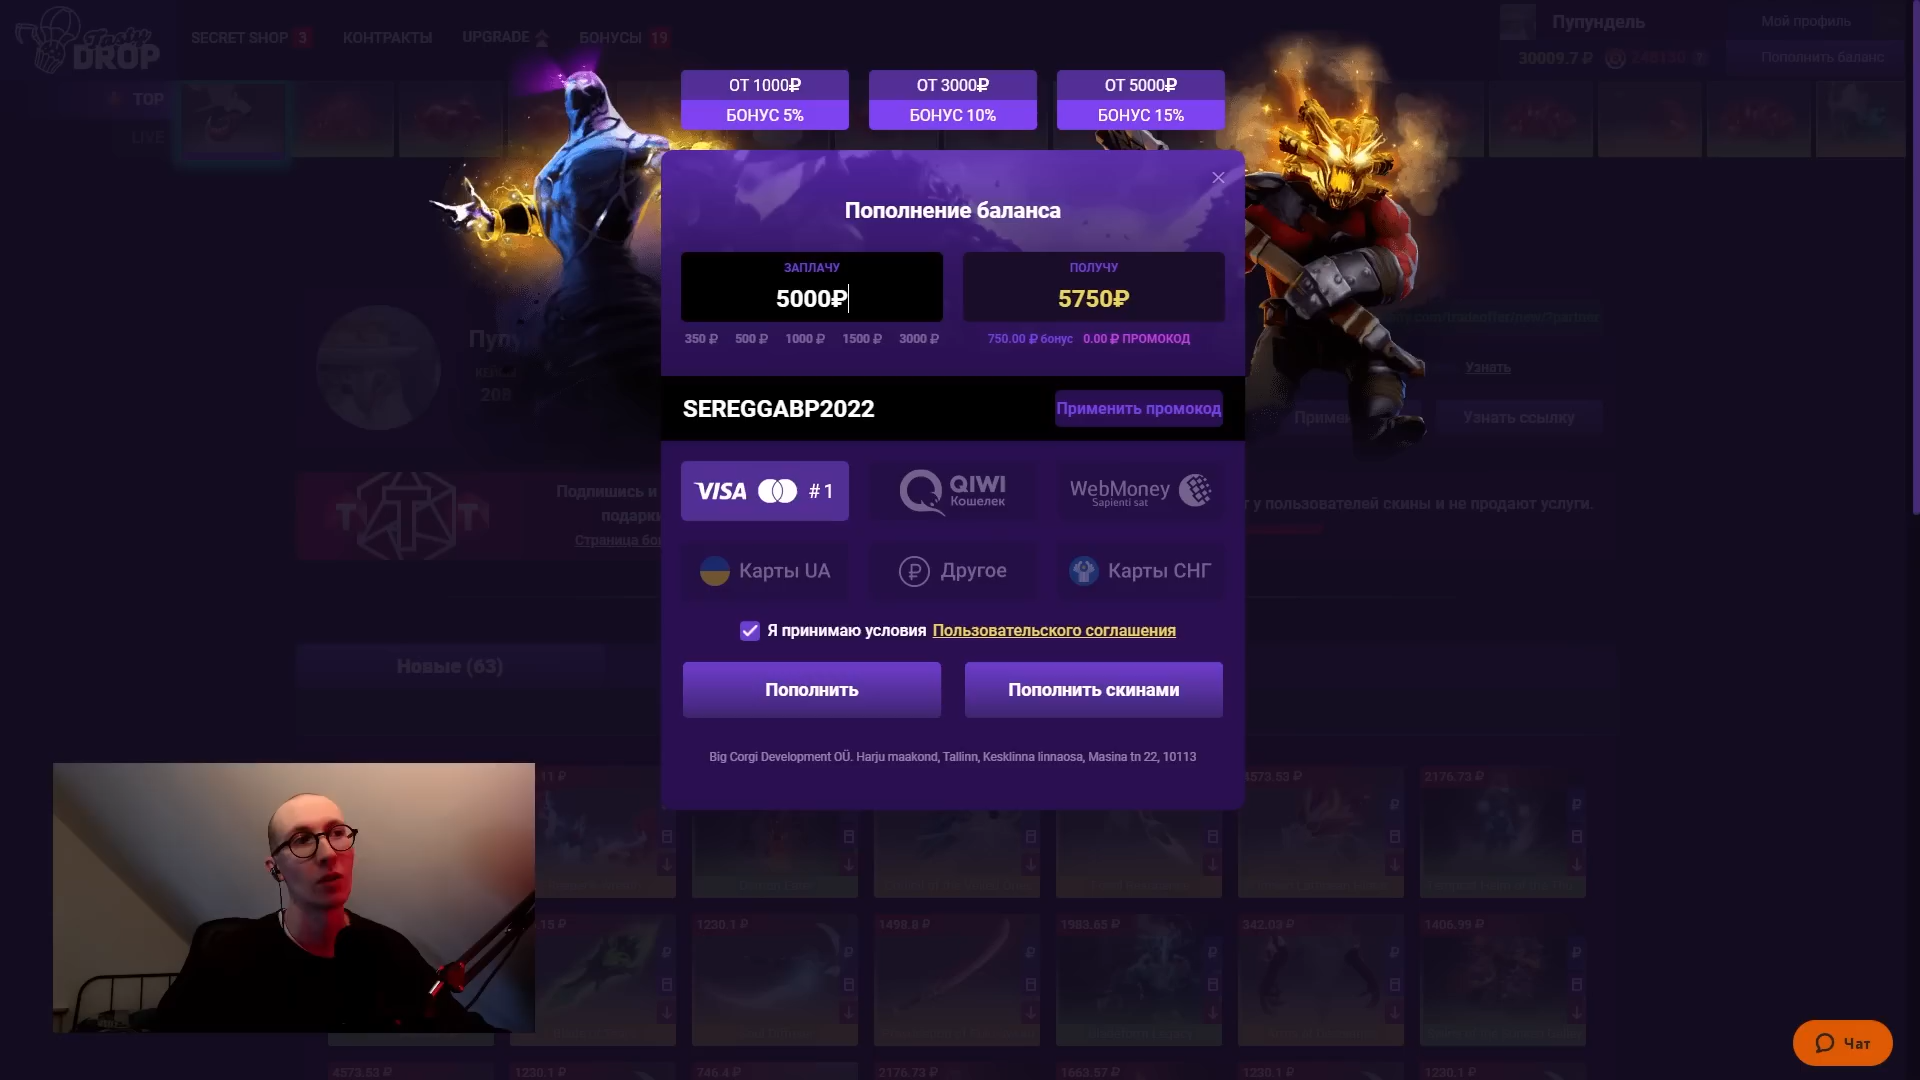 Tasty
DROP
SECRET SHOP 3
КОНТРАКТЫ
UPGRADE
БОНУСЫ 19
Пупундель
Мой профиль
30009.7 ₽
Пополнить баланс
TOP
LIVE
ОТ 1000₽
БОНУС 5%
ОТ 3000₽
БОНУС 10%
ОТ 5000₽
БОНУС 15%
Пополнение баланса
ЗАПЛАЧУ
5000₽
ПОЛУЧУ
5750₽
350 ₽ 500 ₽ 1000 ₽ 1500 ₽ 3000 ₽
750.00 ₽ бонус 0.00 ₽ ПРОМОКОД
SEREGGABP2022
Применить промокод
Узнать
Узнать ссылку
VISA #1
QIWI
Кошелек
WebMoney
Sapienti sat
Подпишись и
подарки
Страница бо
у пользователей скины и не продают услуги.
Карты UA
Другое
Карты СНГ
Я принимаю условия Пользовательского соглашения
Новые (63)
Пополнить
Пополнить скинами
Big Corgi Development OÜ. Harju maakond, Tallinn, Kesklinna linnaosa, Masina tn 22, 10113
4573.53 ₽
2176.73 ₽
1230.1 ₽
1498.8 ₽
1983.65 ₽
342.03 ₽
1406.99 ₽
4573.53 ₽
1230.1 ₽
746.4 ₽
2176.73 ₽
1663.57 ₽
1230.1 ₽
1230.1 ₽
Чат